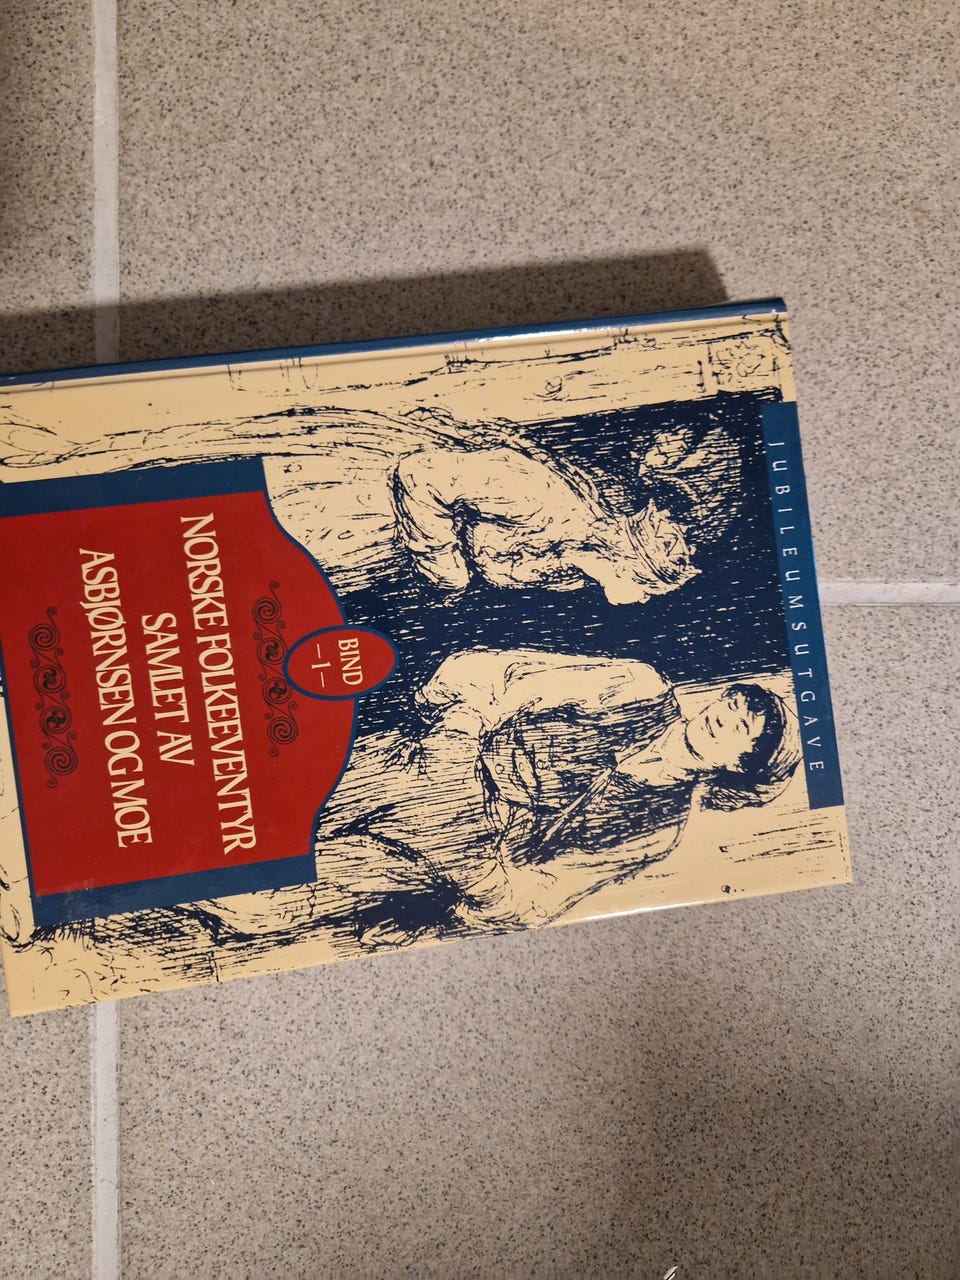 JUBILEUMSUTGAVE
BIND
– 1 –
NORSKE FOLKEEVENTYR
SAMLET AV
ASBJØRNSEN OG MOE